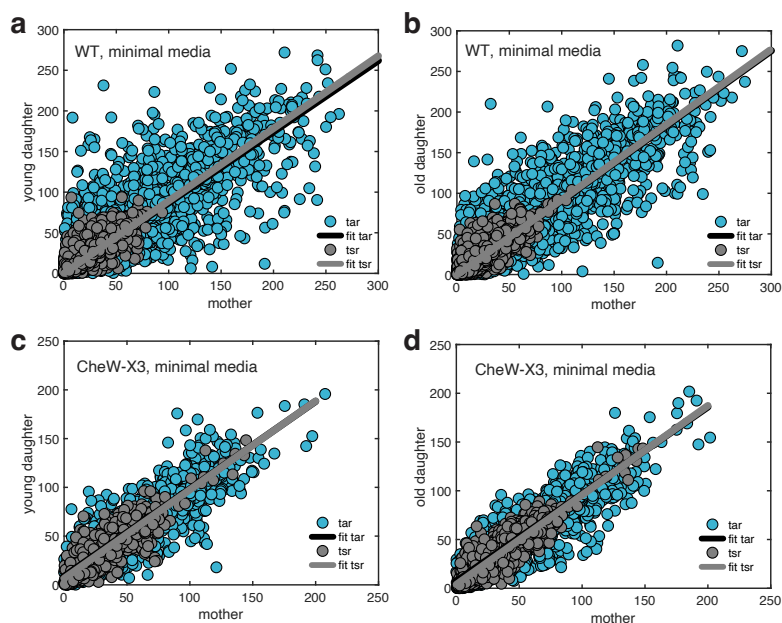 a
WT, minimal media
young daughter
300
250
200
150
100
50
0
0 50 100 150 200 250 300
mother
tar
fit tar
tsr
fit tsr
b
WT, minimal media
old daughter
300
250
200
150
100
50
0
0 50 100 150 200 250 300
mother
tar
fit tar
tsr
fit tsr
c
CheW-X3, minimal media
young daughter
250
200
150
100
50
0
0 50 100 150 200 250
mother
tar
fit tar
tsr
fit tsr
d
CheW-X3, minimal media
old daughter
250
200
150
100
50
0
0 50 100 150 200 250
mother
tar
fit tar
tsr
fit tsr